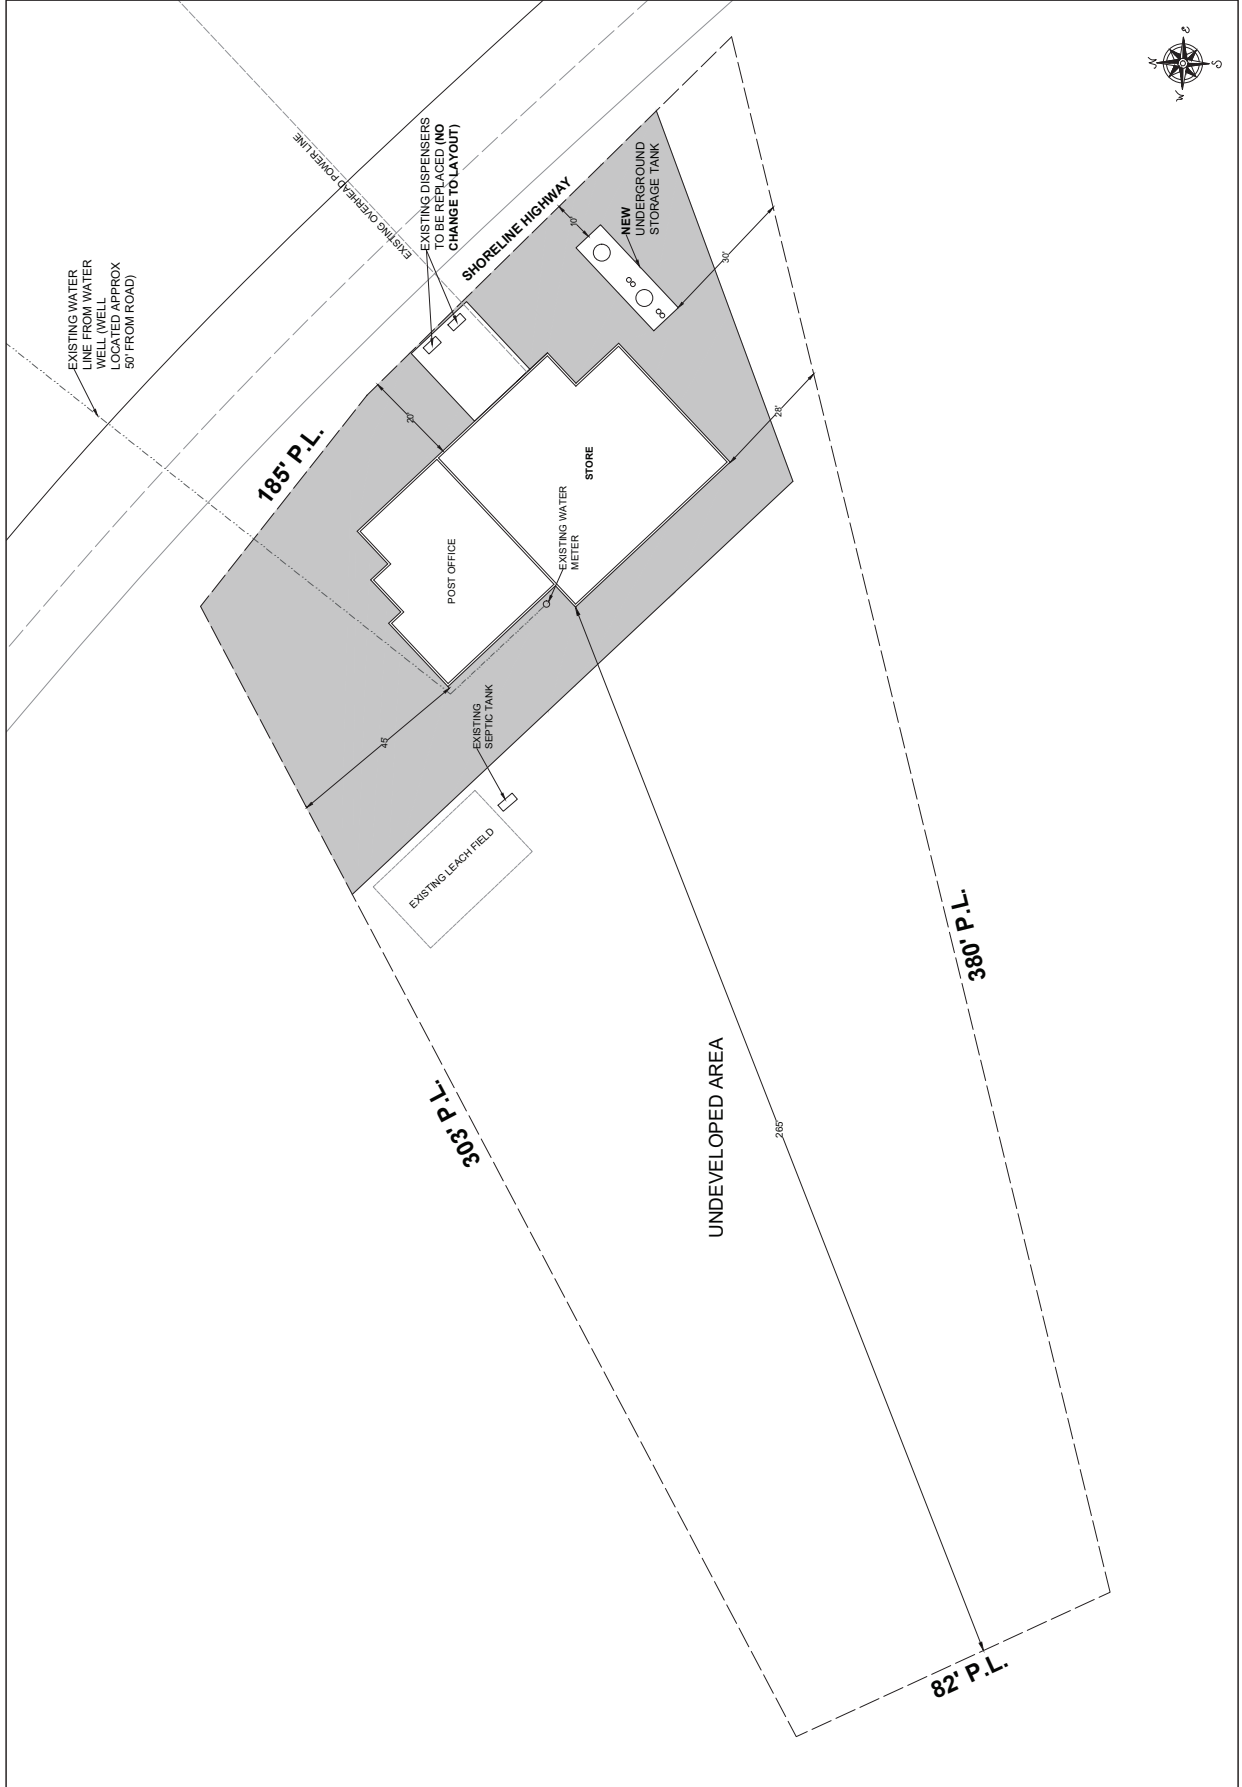 EXISTING WATER
LINE FROM WATER
WELL (WELL
LOCATED APPROX
50' FROM ROAD)
EXISTING OVERHEAD POWER LINE
EXISTING DISPENSERS
TO BE REPLACED (NO
CHANGE TO LAYOUT)
SHORELINE HIGHWAY
NEW
UNDERGROUND
STORAGE TANK
10'
30'
28'
20'
185' P.L.
STORE
POST OFFICE
EXISTING WATER
METER
EXISTING
SEPTIC TANK
45'
EXISTING LEACH FIELD
303' P.L.
380' P.L.
UNDEVELOPED AREA
265'
82' P.L.
N
E
S
W